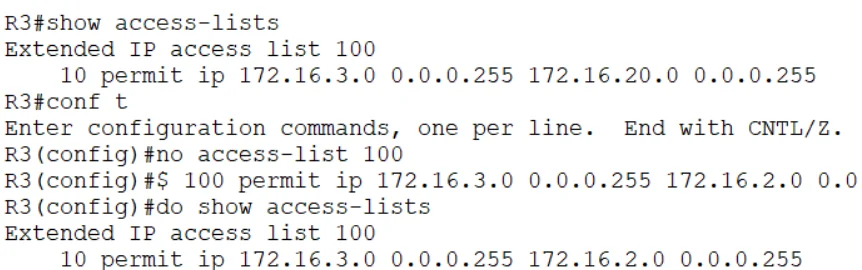 R3#show access-lists
Extended IP access list 100
    10 permit ip 172.16.3.0 0.0.0.255 172.16.20.0 0.0.0.255
R3#conf t
Enter configuration commands, one per line.  End with CNTL/Z.
R3(config)#no access-list 100
R3(config)#$ 100 permit ip 172.16.3.0 0.0.0.255 172.16.2.0 0.0
R3(config)#do show access-lists
Extended IP access list 100
    10 permit ip 172.16.3.0 0.0.0.255 172.16.2.0 0.0.0.255